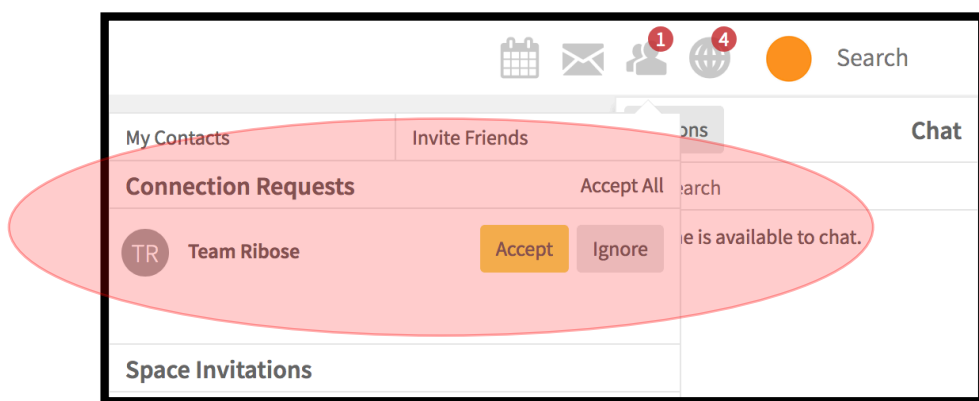 1 4
Search
My Contacts Invite Friends ons Chat
Connection Requests Accept All earch
TR Team Ribose Accept Ignore e is available to chat.
Space Invitations